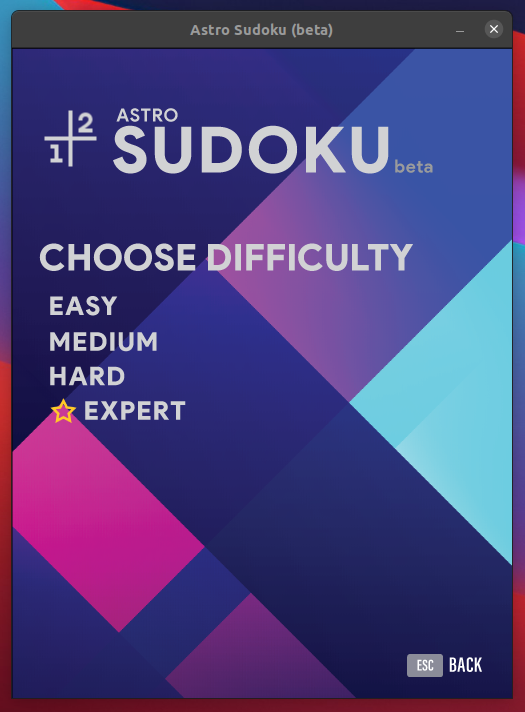 Astro Sudoku (beta)
1 2
ASTRO
SUDOKU beta
CHOOSE DIFFICULTY
EASY
MEDIUM
HARD
EXPERT
ESC BACK